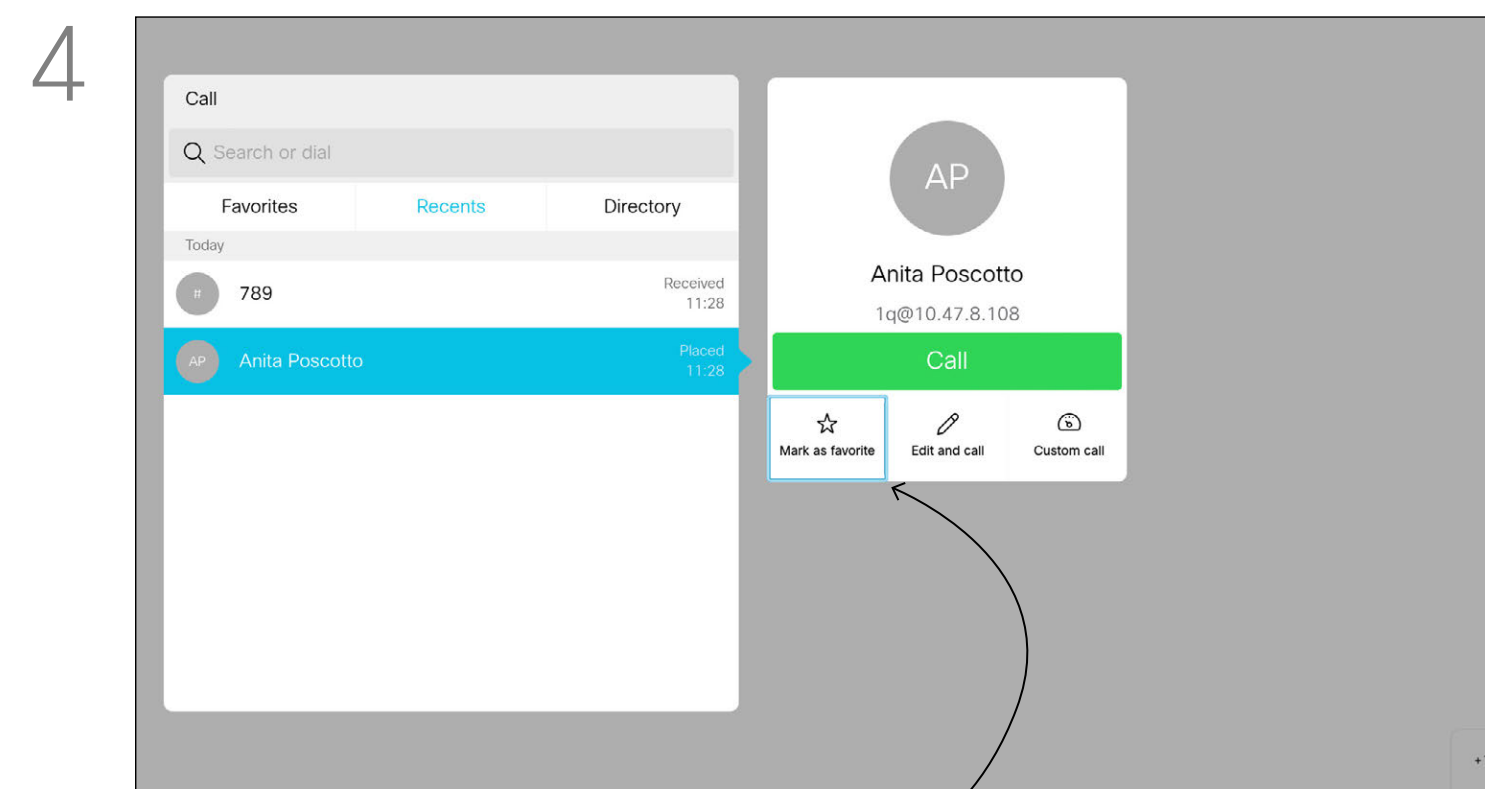 4
Call
Search or dial
Favorites Recents Directory
Today
# 789 Received
11:28
AP Anita Poscotto Placed
11:28
AP
Anita Poscotto
1q@10.47.8.108
Call
Mark as favorite Edit and call Custom call